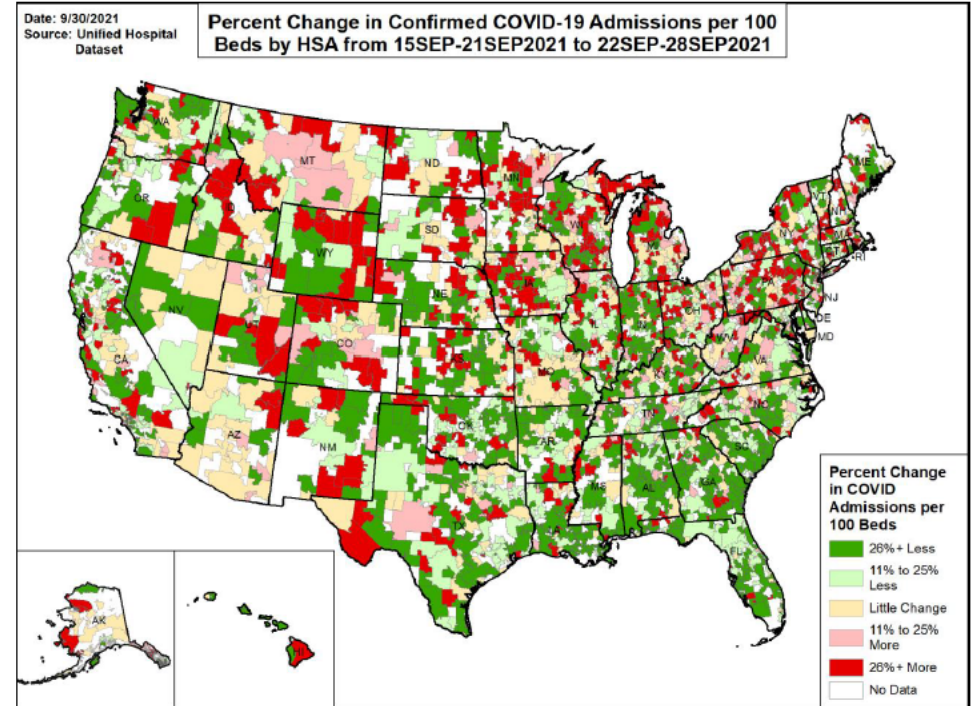 Date: 9/30/2021
Source: Unified Hospital
Dataset
Percent Change in Confirmed COVID-19 Admissions per 100
Beds by HSA from 15SEP-21SEP2021 to 22SEP-28SEP2021
WA
MT
ND
MN
ME
OR
ID
SD
WI
MI
NY
VT
NH
MA
CT
RI
WY
IA
NE
PA
NJ
NV
UT
CO
IL
IN
OH
DE
MD
WV
VA
CA
KS
MO
KY
AZ
NM
OK
AR
TN
NC
SC
MS
AL
GA
TX
LA
FL
AK
HI
Percent Change
in COVID
Admissions per
100 Beds
26%+ Less
11% to 25%
Less
Little Change
11% to 25%
More
26%+ More
No Data